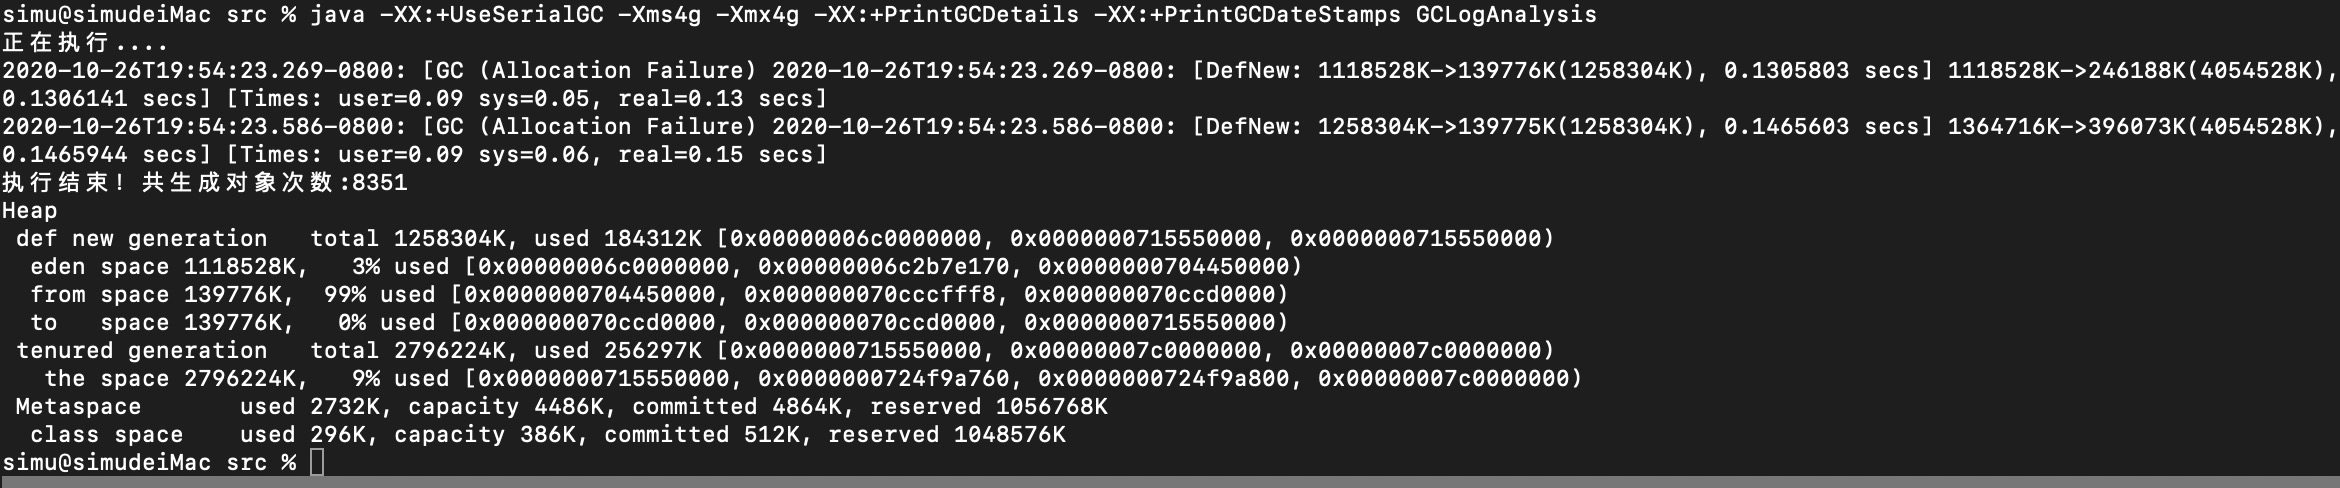 simu@simudeiMac src % java -XX:+UseSerialGC -Xms4g -Xmx4g -XX:+PrintGCDetails -XX:+PrintGCDateStamps GCLogAnalysis
正在执行....
2020-10-26T19:54:23.269-0800: [GC (Allocation Failure) 2020-10-26T19:54:23.269-0800: [DefNew: 1118528K->139776K(1258304K), 0.1305803 secs] 1118528K->246188K(4054528K),
0.1306141 secs] [Times: user=0.09 sys=0.05, real=0.13 secs]
2020-10-26T19:54:23.586-0800: [GC (Allocation Failure) 2020-10-26T19:54:23.586-0800: [DefNew: 1258304K->139775K(1258304K), 0.1465603 secs] 1364716K->396073K(4054528K),
0.1465944 secs] [Times: user=0.09 sys=0.06, real=0.15 secs]
执行结束! 共生成对象次数:8351
Heap
 def new generation   total 1258304K, used 184312K [0x00000006c0000000, 0x0000000715550000, 0x0000000715550000)
  eden space 1118528K,   3% used [0x00000006c0000000, 0x00000006c2b7e170, 0x0000000704450000)
  from space 139776K,  99% used [0x0000000704450000, 0x000000070cccfff8, 0x000000070ccd0000)
  to   space 139776K,   0% used [0x000000070ccd0000, 0x000000070ccd0000, 0x0000000715550000)
 tenured generation   total 2796224K, used 256297K [0x0000000715550000, 0x00000007c0000000, 0x00000007c0000000)
   the space 2796224K,   9% used [0x0000000715550000, 0x0000000724f9a760, 0x0000000724f9a800, 0x00000007c0000000)
 Metaspace       used 2732K, capacity 4486K, committed 4864K, reserved 1056768K
  class space    used 296K, capacity 386K, committed 512K, reserved 1048576K
simu@simudeiMac src %